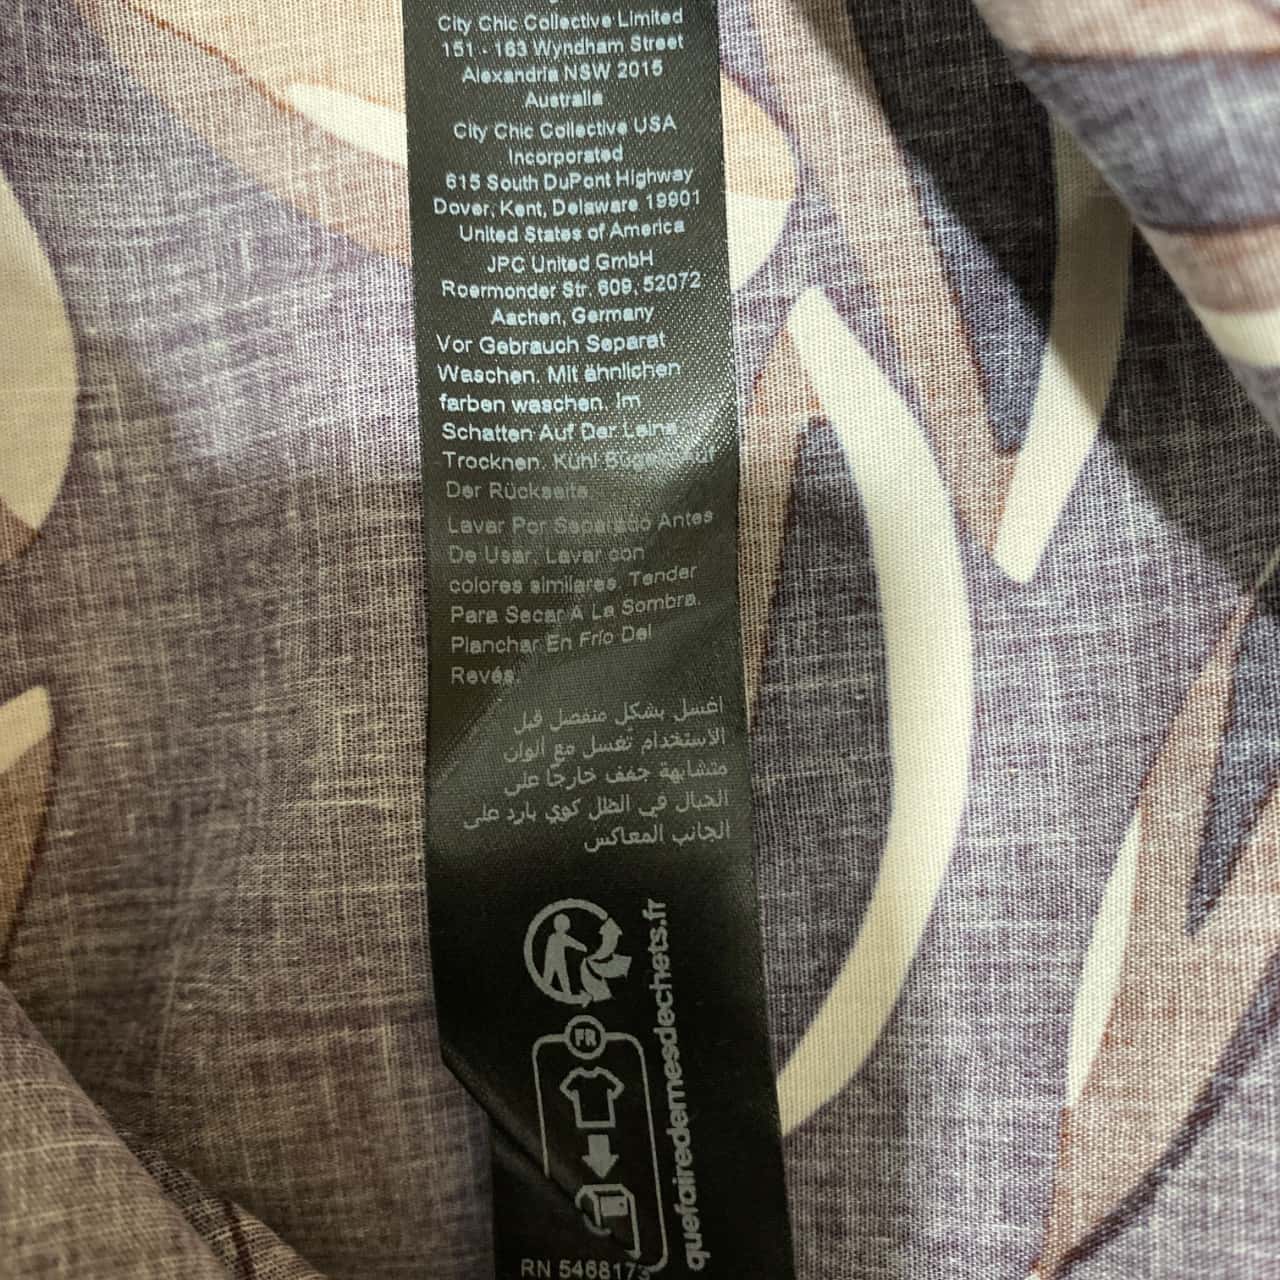 City Chic Collective Limited
151 - 163 Wyndham Street
Alexandria NSW 2015
Australia
City Chic Collective USA
Incorporated
615 South DuPont Highway
Dover, Kent, Delaware 19901
United States of America
JPC United GmbH
Roermonder Str. 609, 52072
Aachen, Germany
Vor Gebrauch Separat
Waschen. Mit ähnlichen
farben waschen. Im
Schatten Auf Der Leine
Trocknen. Kühl Bügeln Auf
Der Rückseite
Lavar Por Separado Antes
De Usar. Lavar con
colores similares. Tender
Para Secar A La Sombra.
Planchar En Frío Del
Revés.
اغسل بشكل منفصل قبل
الاستخدام تغسل مع ألوان
متشابهة جفف خارجًا على
الحبال في الظل كوي بارد على
الجانب المعاكس
FR
quefairedemesdechets.fr
RN 5468173